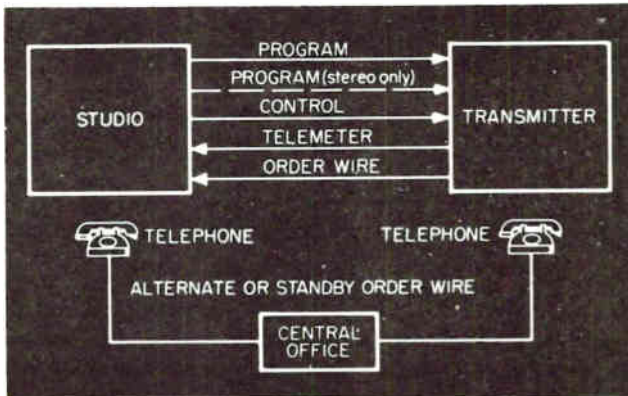 PROGRAM
PROGRAM (stereo only)
CONTROL
TELEMETER
ORDER WIRE
STUDIO
TRANSMITTER
TELEPHONE
TELEPHONE
ALTERNATE OR STANDBY ORDER WIRE
CENTRAL
OFFICE